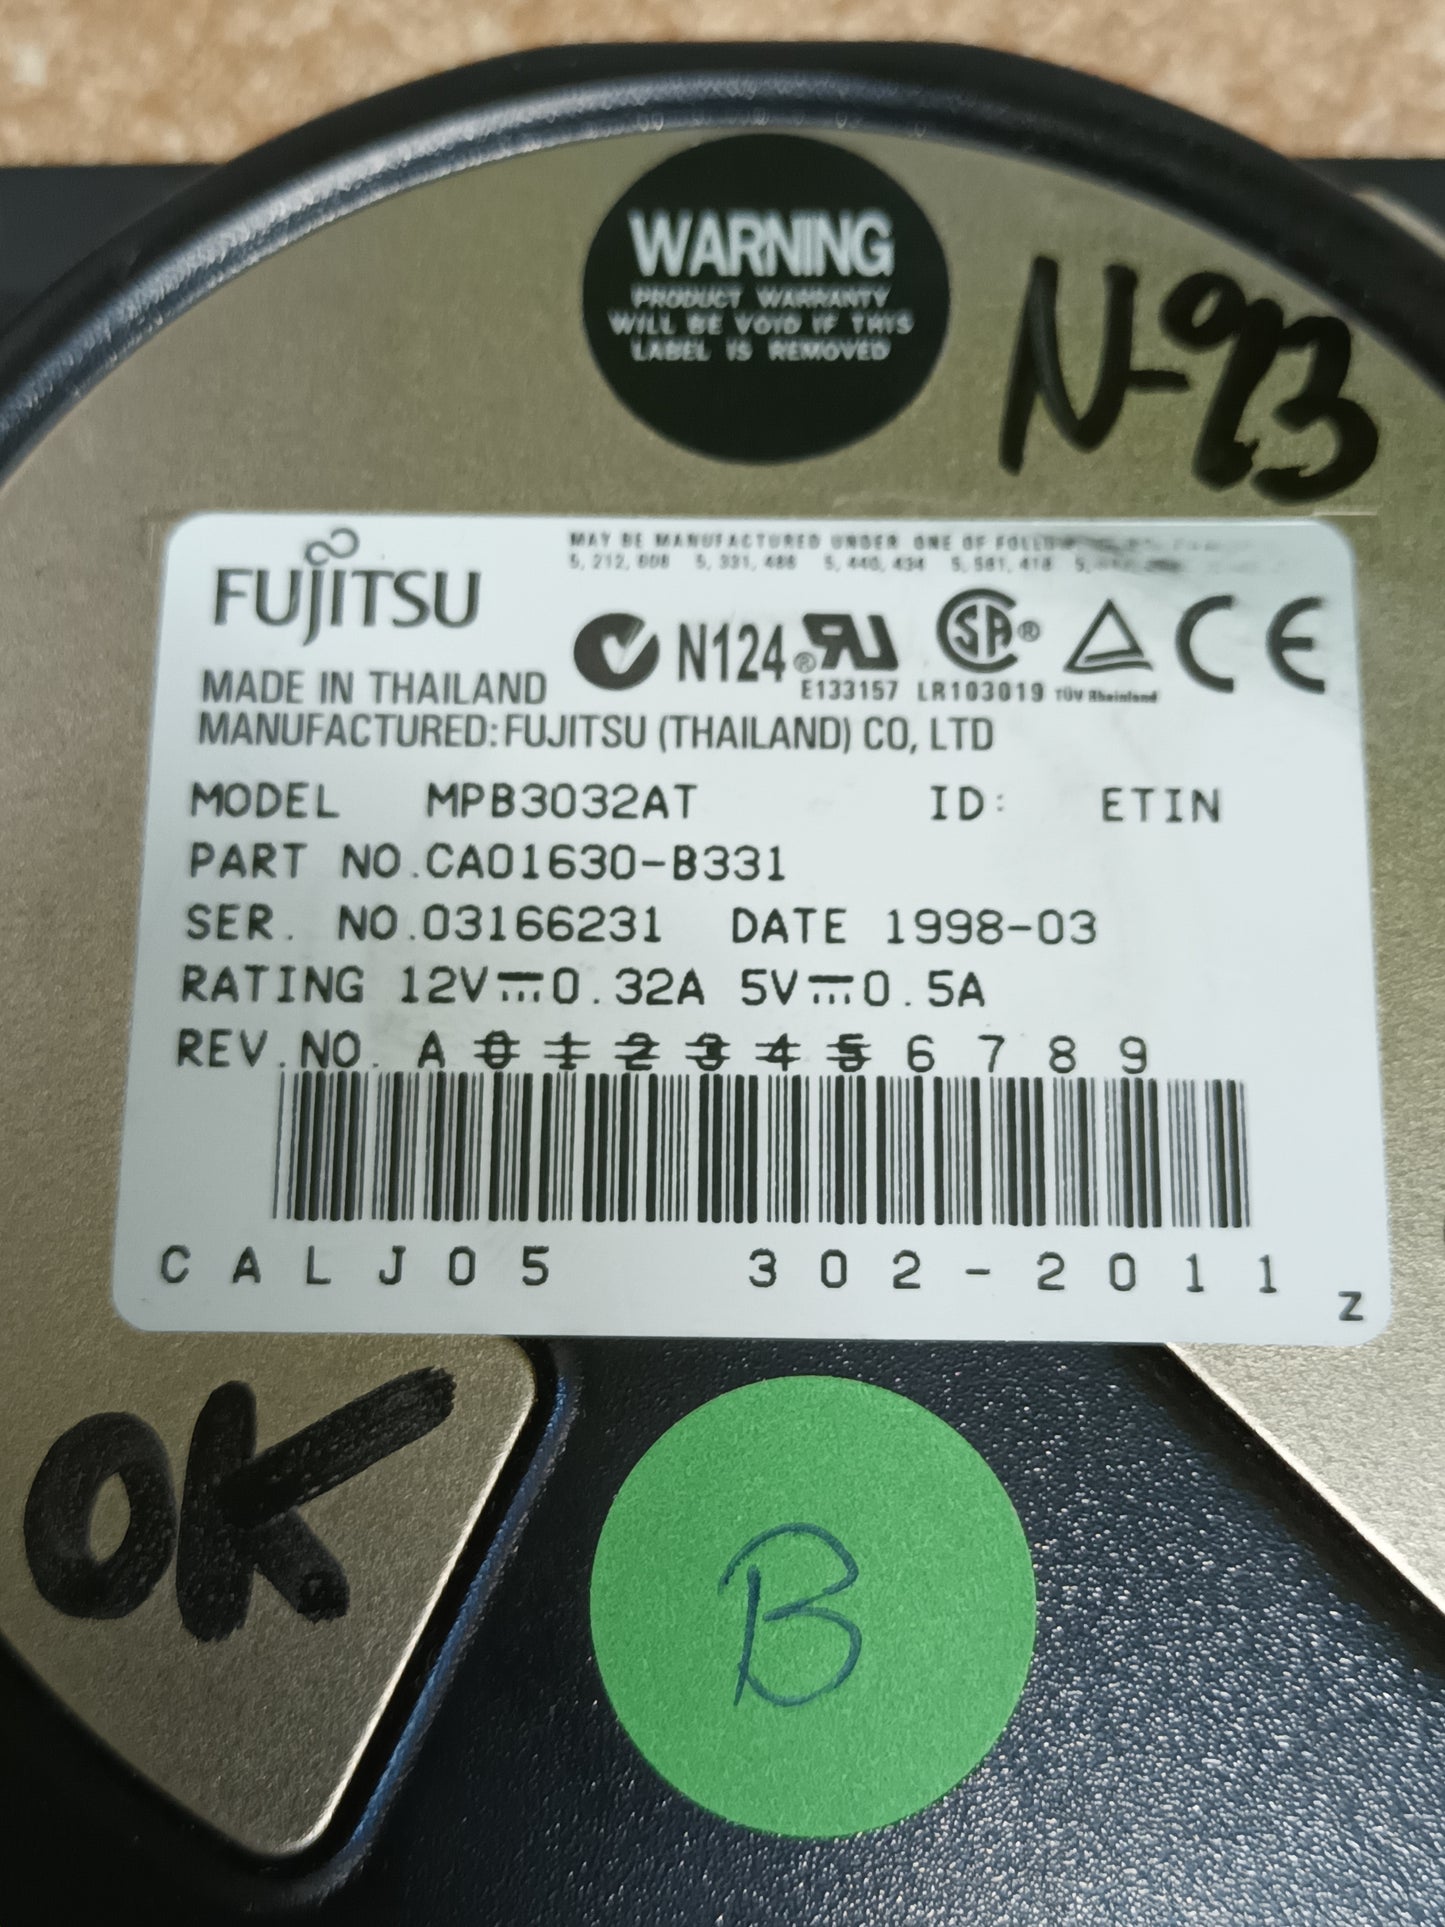 WARNING
PRODUCT WARRANTY
WILL BE VOID IF THIS
LABEL IS REMOVED
N-93
MAY BE MANUFACTURED UNDER ONE OF
5,212,608 5,331,486 5,440,434 5,581,418
FUJITSU
N124 ® RU SA ® CE
E133157 LR103019 TÜV Rheinland
MADE IN THAILAND
MANUFACTURED: FUJITSU (THAILAND) CO, LTD
MODEL MPB3032AT ID: ETIN
PART NO.CA01630-B331
SER. NO.03166231 DATE 1998-03
RATING 12V⎓0.32A 5V⎓0.5A
REV.NO. A 0 1 2 3 4 5 6 7 8 9
CALJ05 302-2011
Z
OK
B